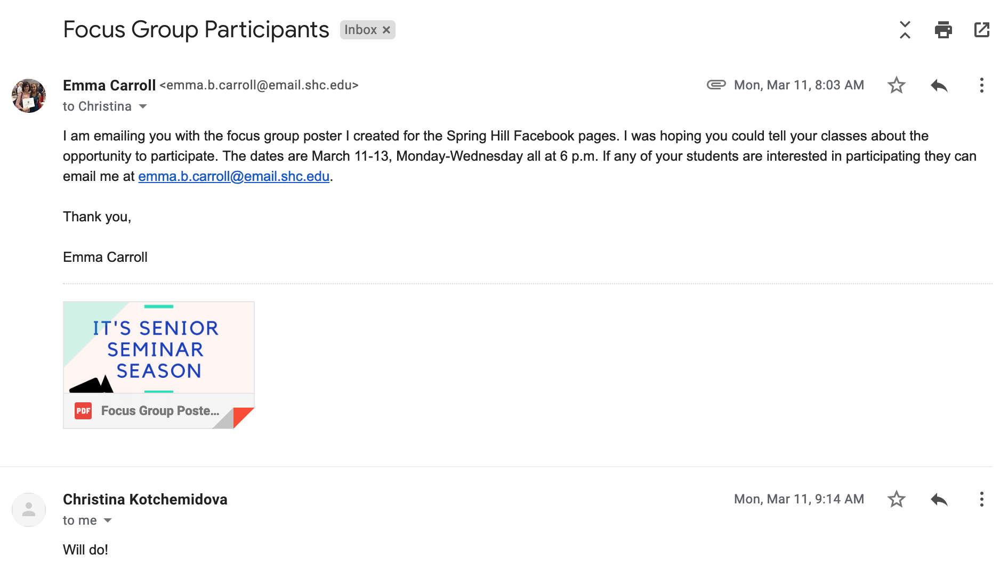 Focus Group Participants Inbox ×
Emma Carroll <emma.b.carroll@email.shc.edu> Mon, Mar 11, 8:03 AM
to Christina
I am emailing you with the focus group poster I created for the Spring Hill Facebook pages. I was hoping you could tell your classes about the
opportunity to participate. The dates are March 11-13, Monday-Wednesday all at 6 p.m. If any of your students are interested in participating they can
email me at emma.b.carroll@email.shc.edu.
Thank you,
Emma Carroll
IT'S SENIOR
SEMINAR
SEASON
PDF Focus Group Poste...
Christina Kotchemidova Mon, Mar 11, 9:14 AM
to me
Will do!